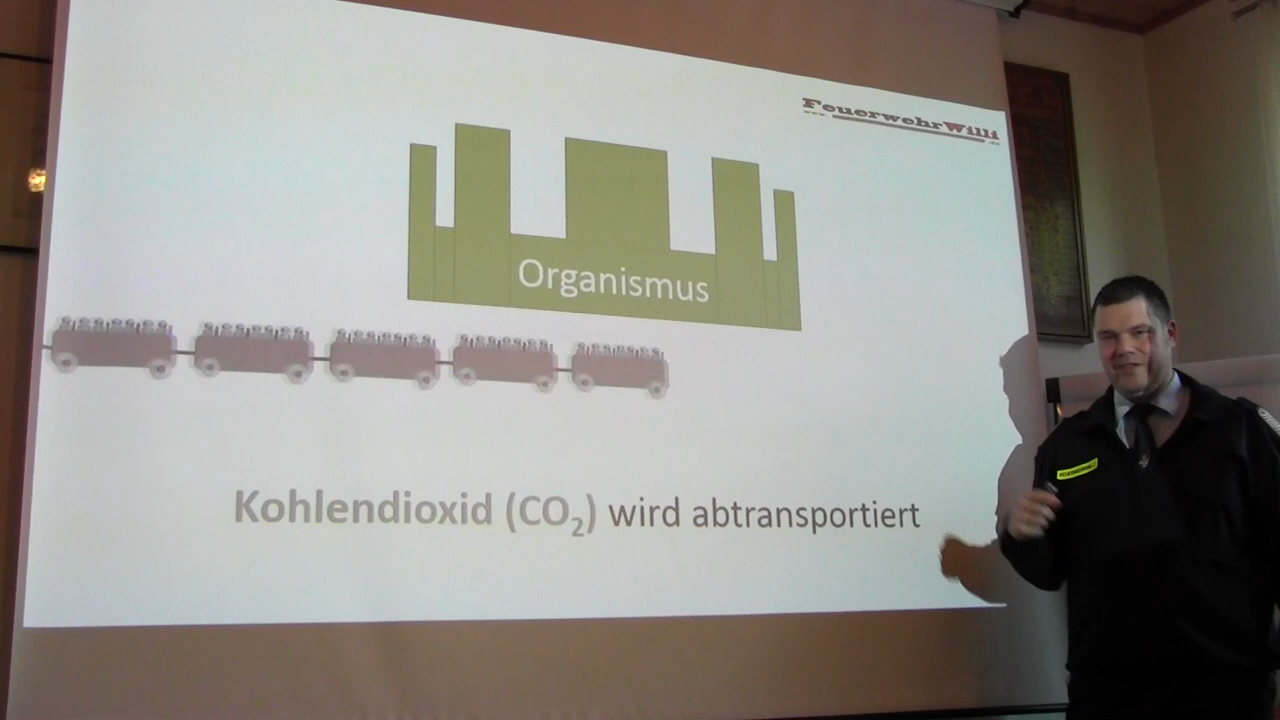 FeuerwehrWilli
Organismus
Kohlendioxid (CO₂) wird abtransportiert